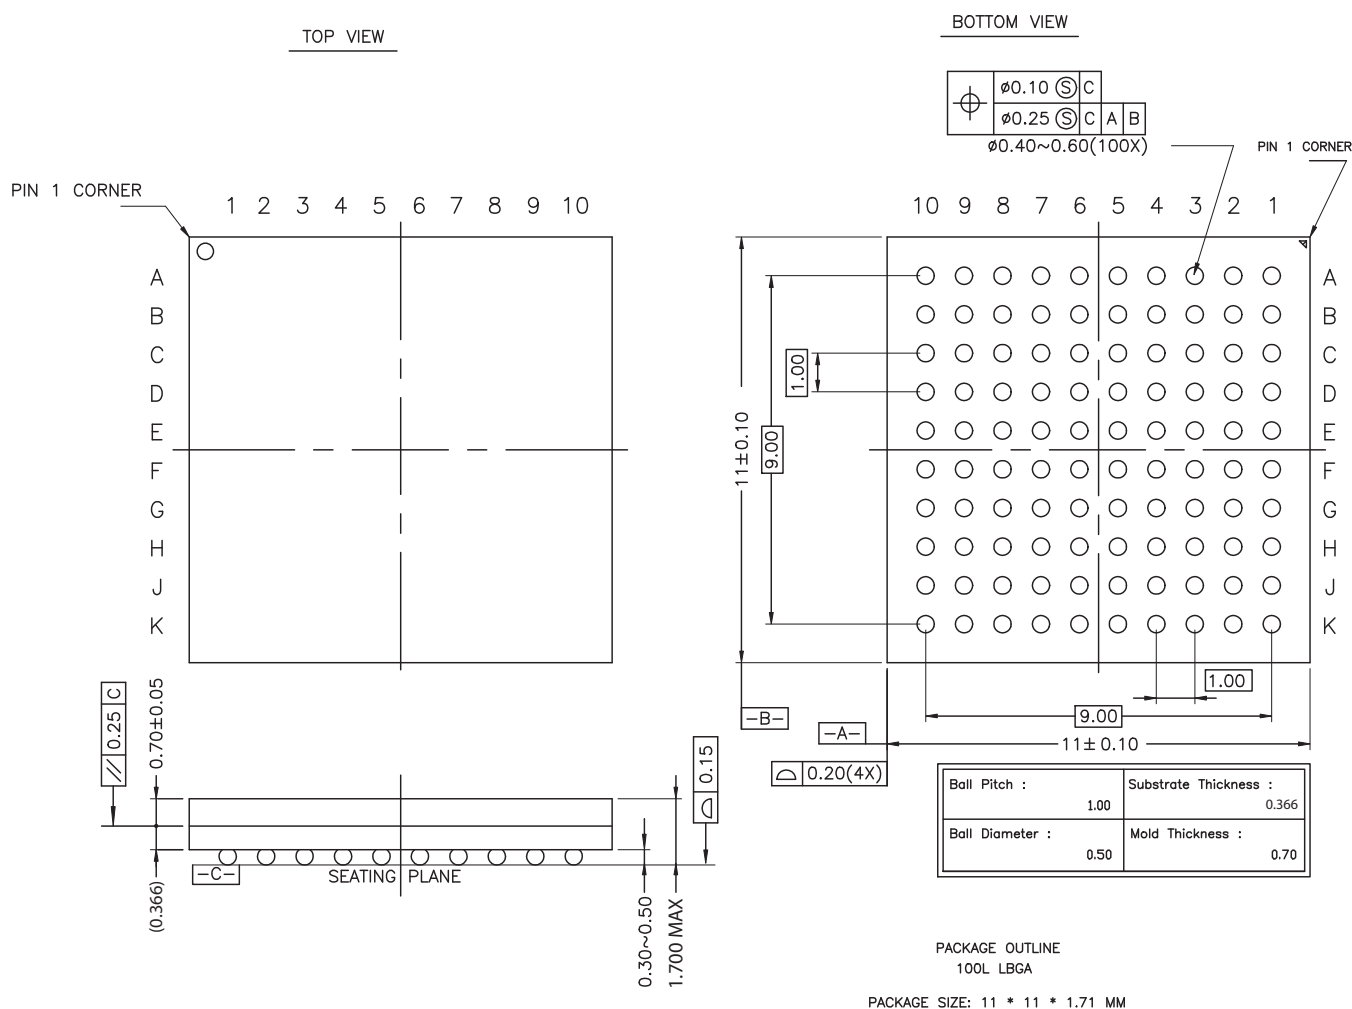 TOP VIEW
BOTTOM VIEW
⌀0.10 Ⓢ C
⌀0.25 Ⓢ C A B
⌀0.40~0.60(100X)
PIN 1 CORNER
PIN 1 CORNER
1 2 3 4 5 6 7 8 9 10
10 9 8 7 6 5 4 3 2 1
A
B
C
D
E
F
G
H
J
K
A
B
C
D
E
F
G
H
J
K
1.00
9.00
11±0.10
1.00
9.00
11±0.10
-B-
-A-
0.20(4X)
// 0.25 C
0.70±0.05
(0.366)
-C-
SEATING PLANE
0.30~0.50
1.700 MAX
0.15
Ball Pitch :
1.00
Substrate Thickness :
0.366
Ball Diameter :
0.50
Mold Thickness :
0.70
PACKAGE OUTLINE
100L LBGA
PACKAGE SIZE: 11 * 11 * 1.71 MM